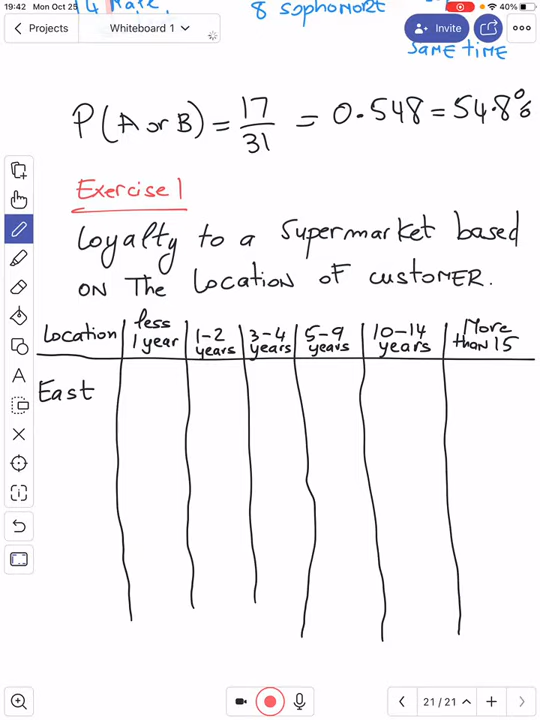 19:42 Mon Oct 25
40%
Projects
Whiteboard 1
Invite
8 sophomore
SAME TIME
P(A or B) = 17/31 = 0.548 = 54.8%
Exercise 1
Loyalty to a Supermarket based
ON The Location of customer.
Location less 1 year 1-2 years 3-4 years 5-9 years 10-14 years More than 15
East
A
21 / 21